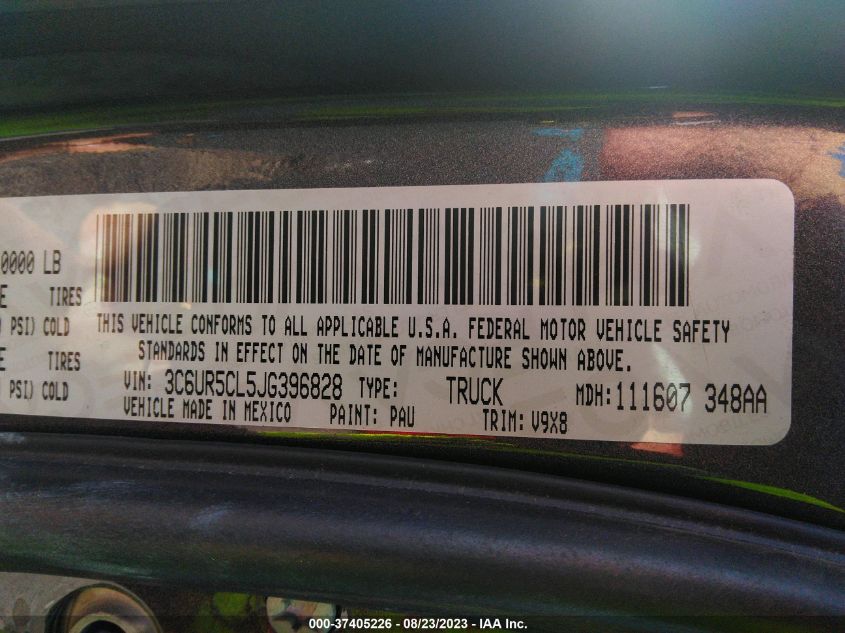 0000 LB
TIRES
PSI) COLD
TIRES
PSI) COLD
THIS VEHICLE CONFORMS TO ALL APPLICABLE U.S.A. FEDERAL MOTOR VEHICLE SAFETY
STANDARDS IN EFFECT ON THE DATE OF MANUFACTURE SHOWN ABOVE.
VIN: 3C6UR5CL5JG396828 TYPE: TRUCK MDH:111607 348AA
VEHICLE MADE IN MEXICO PAINT: PAU TRIM: V9X8
000-37405226 - 08/23/2023 - IAA Inc.